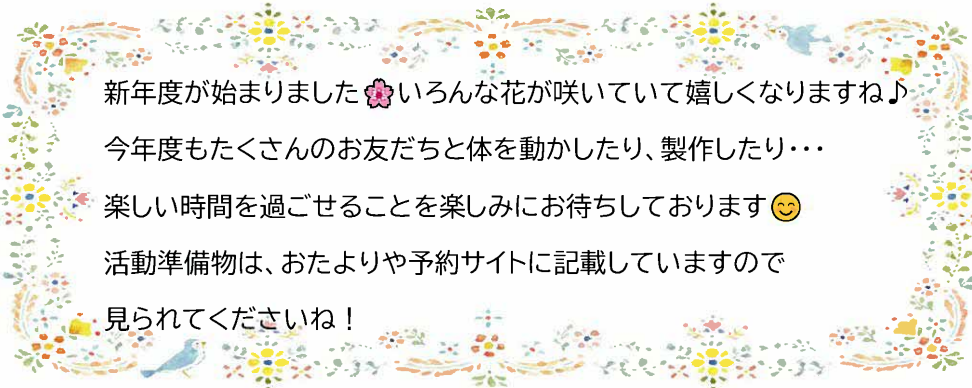 新年度が始まりました🌸いろんな花が咲いていて嬉しくなりますね♪
今年度もたくさんのお友だちと体を動かしたり、製作したり・・・
楽しい時間を過ごせることを楽しみにお待ちしております😊
活動準備物は、おたよりや予約サイトに記載していますので
見られてくださいね！